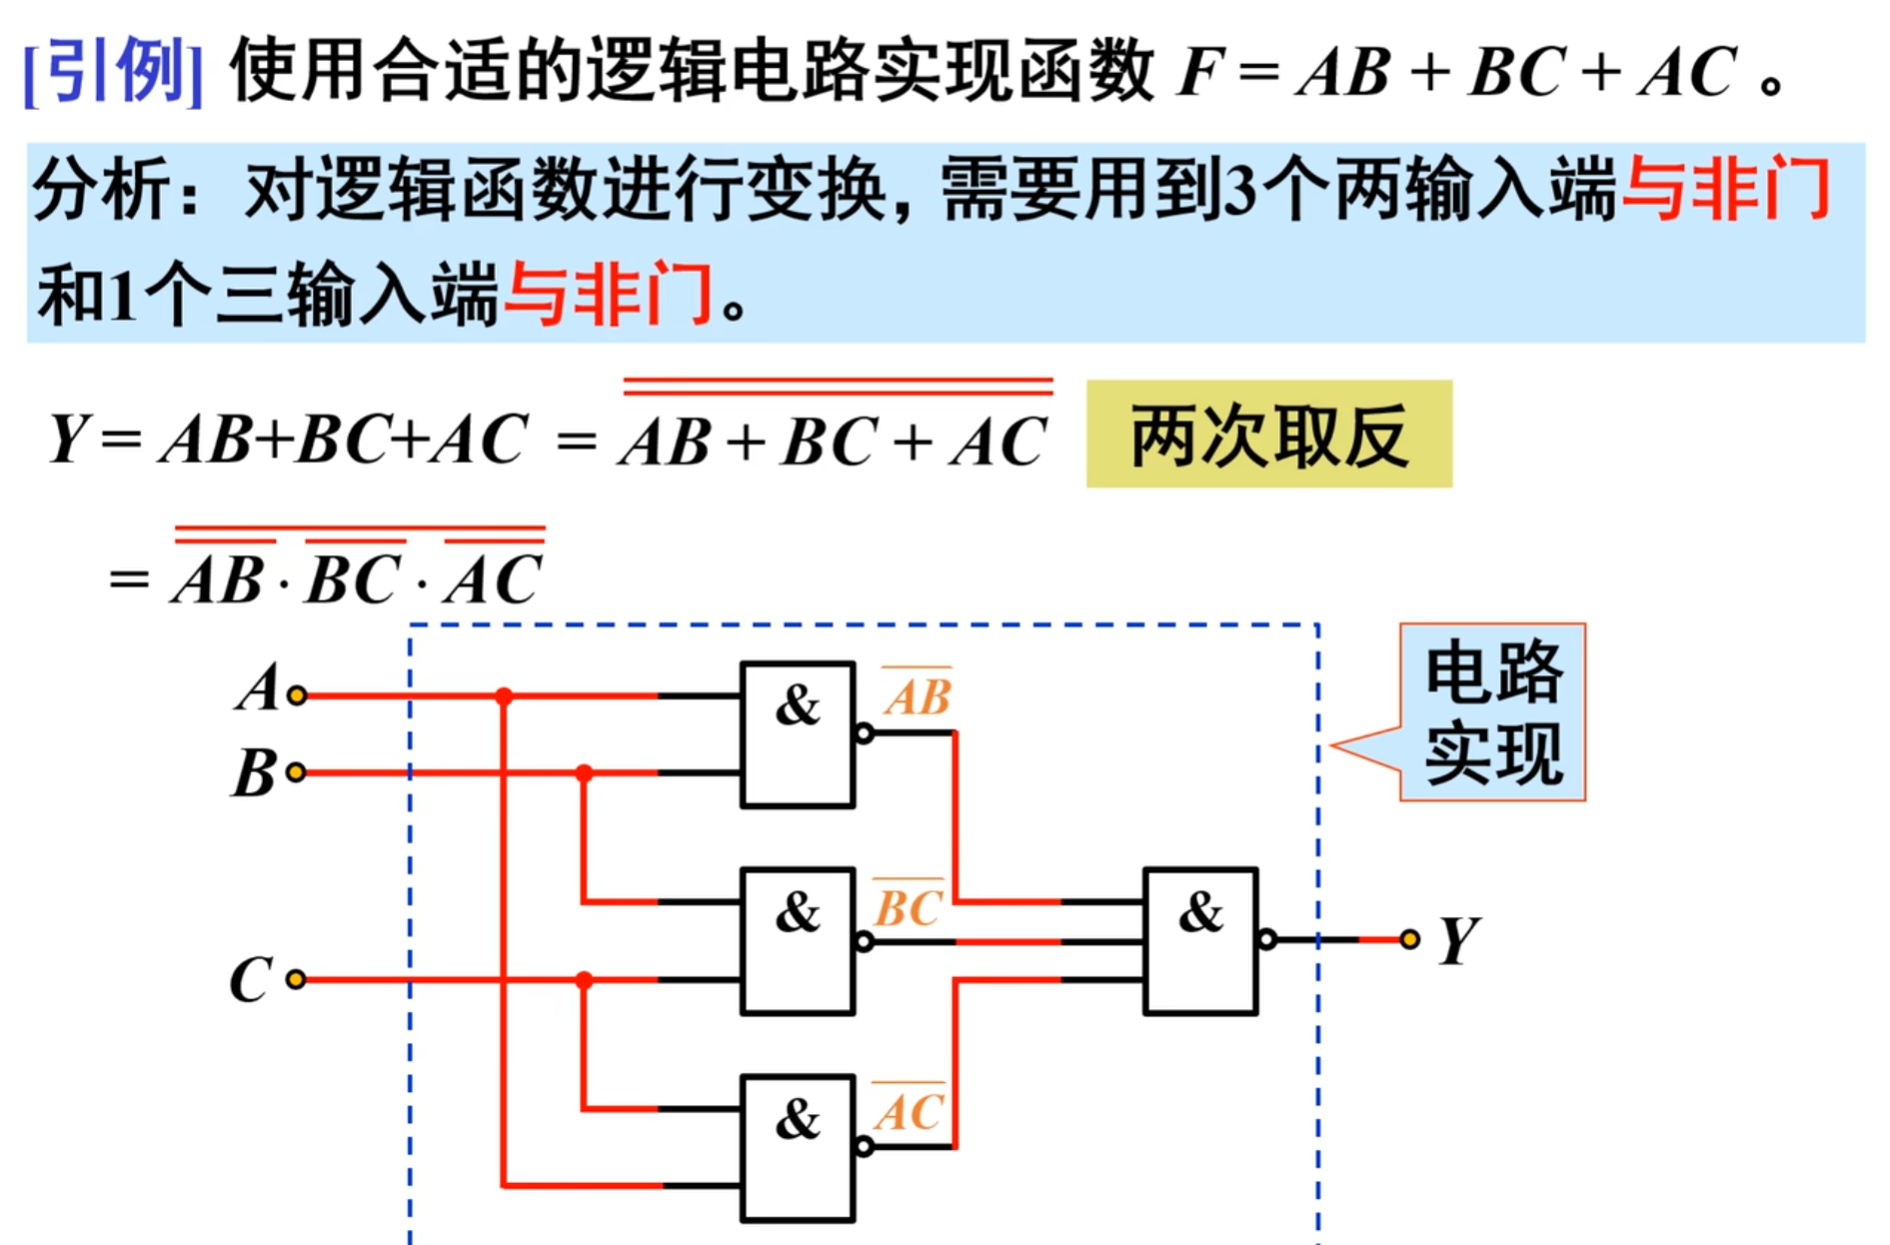 [引例] 使用合适的逻辑电路实现函数 F = AB + BC + AC 。
分析：对逻辑函数进行变换，需要用到3个两输入端与非门
和1个三输入端与非门。
Y = AB+BC+AC = \overline{\overline{AB + BC + AC}}
两次取反
= \overline{\overline{AB} · \overline{BC} · \overline{AC}}
电路
实现
A
&
\overline{AB}
B
&
\overline{BC}
&
Y
C
&
\overline{AC}